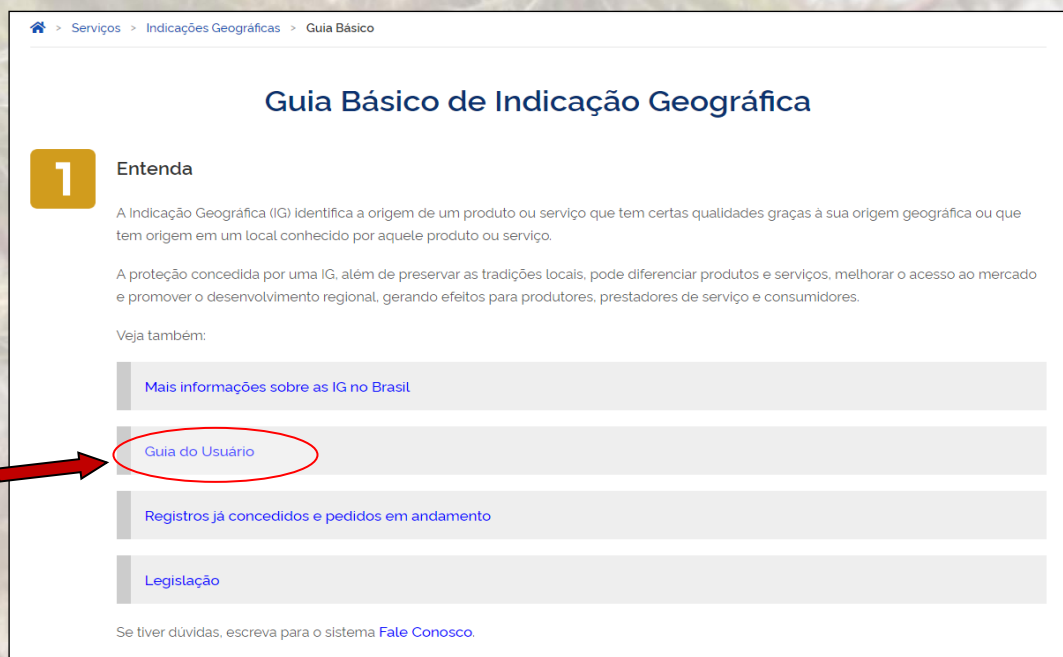 > Serviços > Indicações Geográficas > Guia Básico
Guia Básico de Indicação Geográfica
1
Entenda
A Indicação Geográfica (IG) identifica a origem de um produto ou serviço que tem certas qualidades graças à sua origem geográfica ou que
tem origem em um local conhecido por aquele produto ou serviço.
A proteção concedida por uma IG, além de preservar as tradições locais, pode diferenciar produtos e serviços, melhorar o acesso ao mercado
e promover o desenvolvimento regional, gerando efeitos para produtores, prestadores de serviço e consumidores.
Veja também:
Mais informações sobre as IG no Brasil
Guia do Usuário
Registros já concedidos e pedidos em andamento
Legislação
Se tiver dúvidas, escreva para o sistema Fale Conosco.